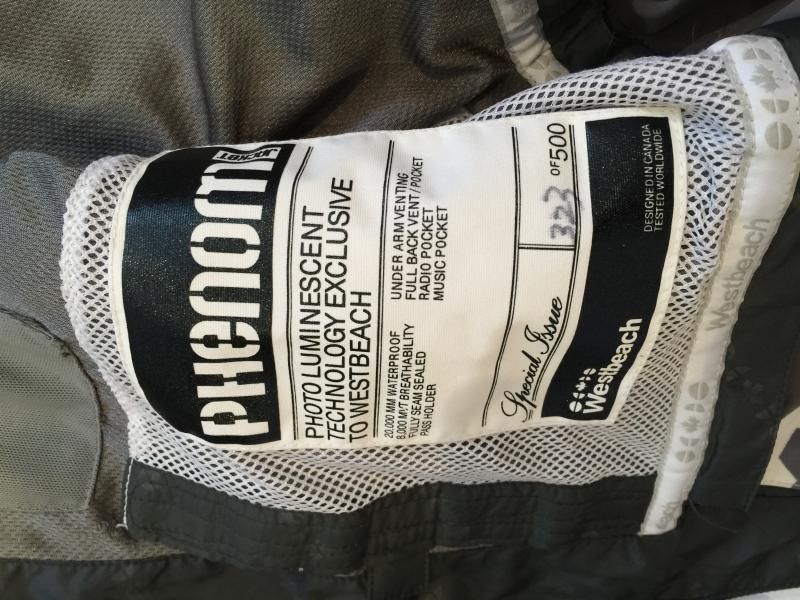 PHENOM
JACKET
PHOTO LUMINESCENT
TECHNOLOGY EXCLUSIVE
TO WESTBEACH
20,000 MM WATERPROOF
8,000 MVT BREATHABILITY
FULLY SEAM SEALED
PASS HOLDER
UNDER ARM VENTING
FULL BACK VENT / POCKET
RADIO POCKET
MUSIC POCKET
Special Issue
323 OF 500
Westbeach
DESIGNED IN CANADA
TESTED WORLDWIDE
Westbeach